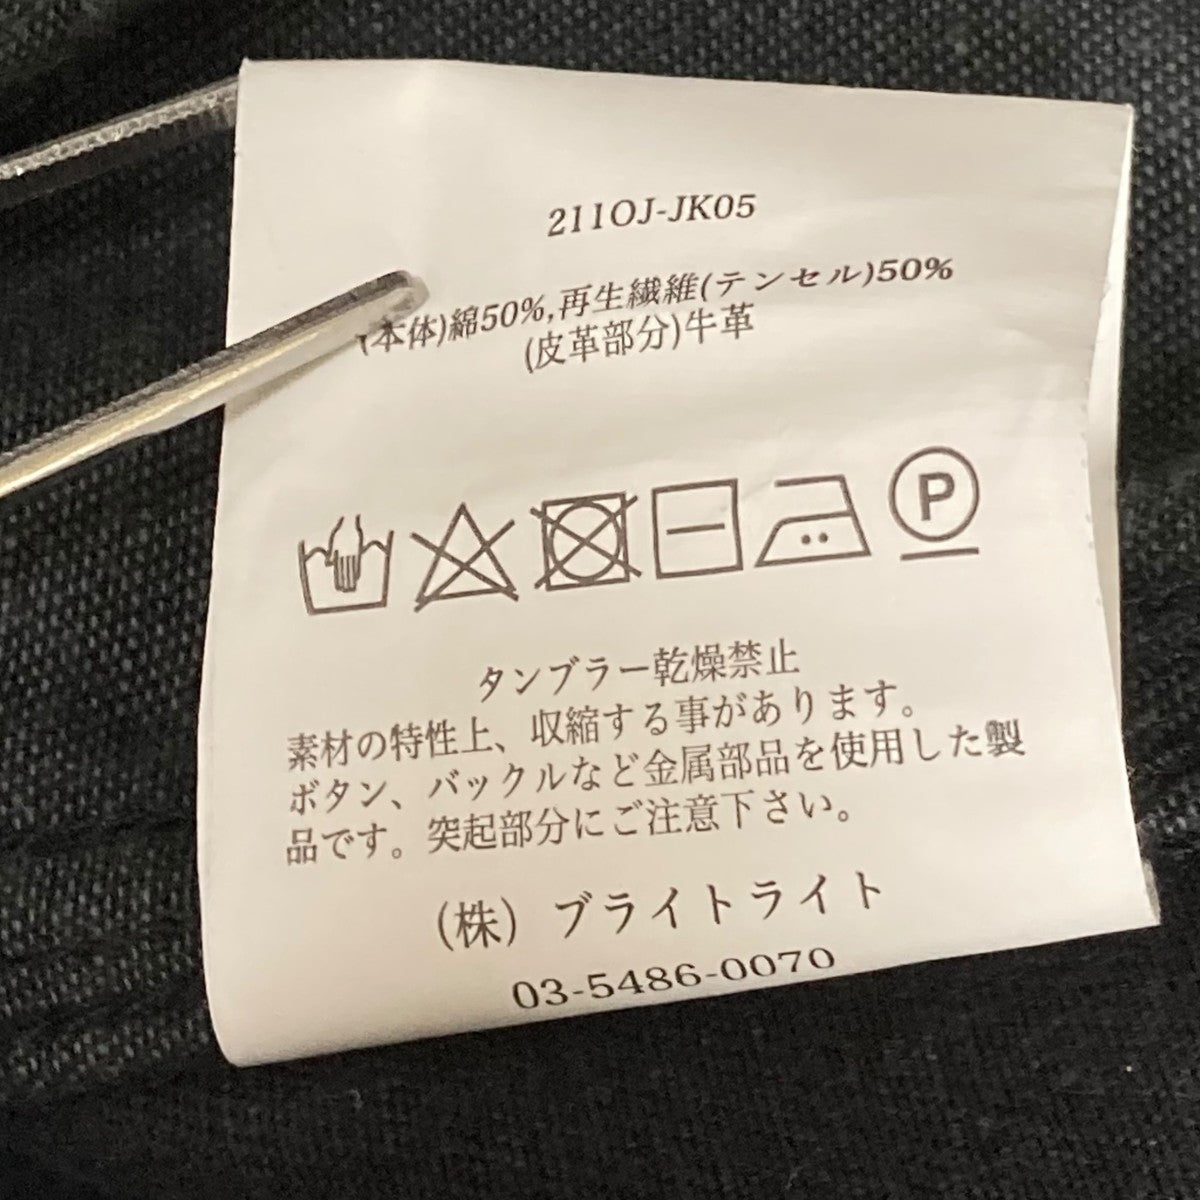 211OJ-JK05
(本体)綿50%,再生繊維(テンセル)50%
(皮革部分)牛革
P
タンブラー乾燥禁止
素材の特性上、収縮する事があります。
ボタン、バックルなど金属部品を使用した製
品です。突起部分にご注意下さい。
(株)ブライトライト
03-5486-0070